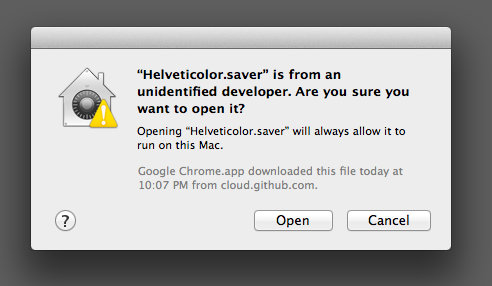 “Helveticolor.saver” is from an
unidentified developer. Are you sure you
want to open it?
Opening “Helveticolor.saver” will always allow it to
run on this Mac.
Google Chrome.app downloaded this file today at
10:07 PM from cloud.github.com.
?
Open
Cancel